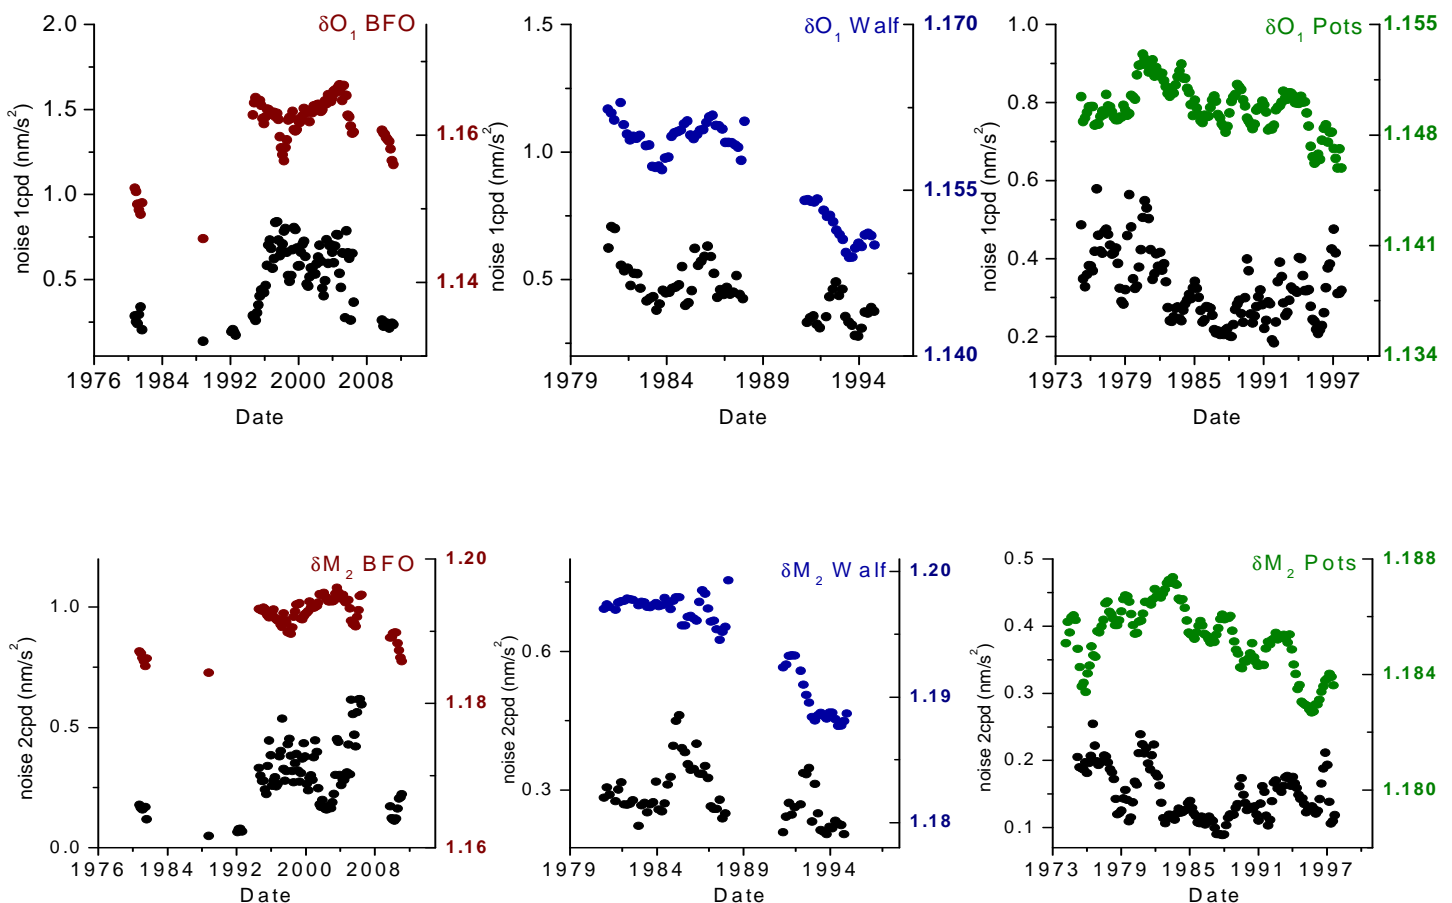 δO1 BFO
2.0
1.5
1.0
0.5
noise 1cpd (nm/s2)
1.16
1.14
1976 1984 1992 2000 2008
Date
δO1 Walf
1.5
1.0
0.5
noise 1cpd (nm/s2)
1.170
1.155
1.140
1979 1984 1989 1994
Date
δO1 Pots
1.0
0.8
0.6
0.4
0.2
noise 1cpd (nm/s2)
1.155
1.148
1.141
1.134
1973 1979 1985 1991 1997
Date
δM2 BFO
1.0
0.5
0.0
noise 2cpd (nm/s2)
1.20
1.18
1.16
1976 1984 1992 2000 2008
Date
δM2 Walf
0.6
0.3
noise 2cpd (nm/s2)
1.20
1.19
1.18
1979 1984 1989 1994
Date
δM2 Pots
0.5
0.4
0.3
0.2
0.1
noise 2cpd (nm/s2)
1.188
1.184
1.180
1973 1979 1985 1991 1997
Date